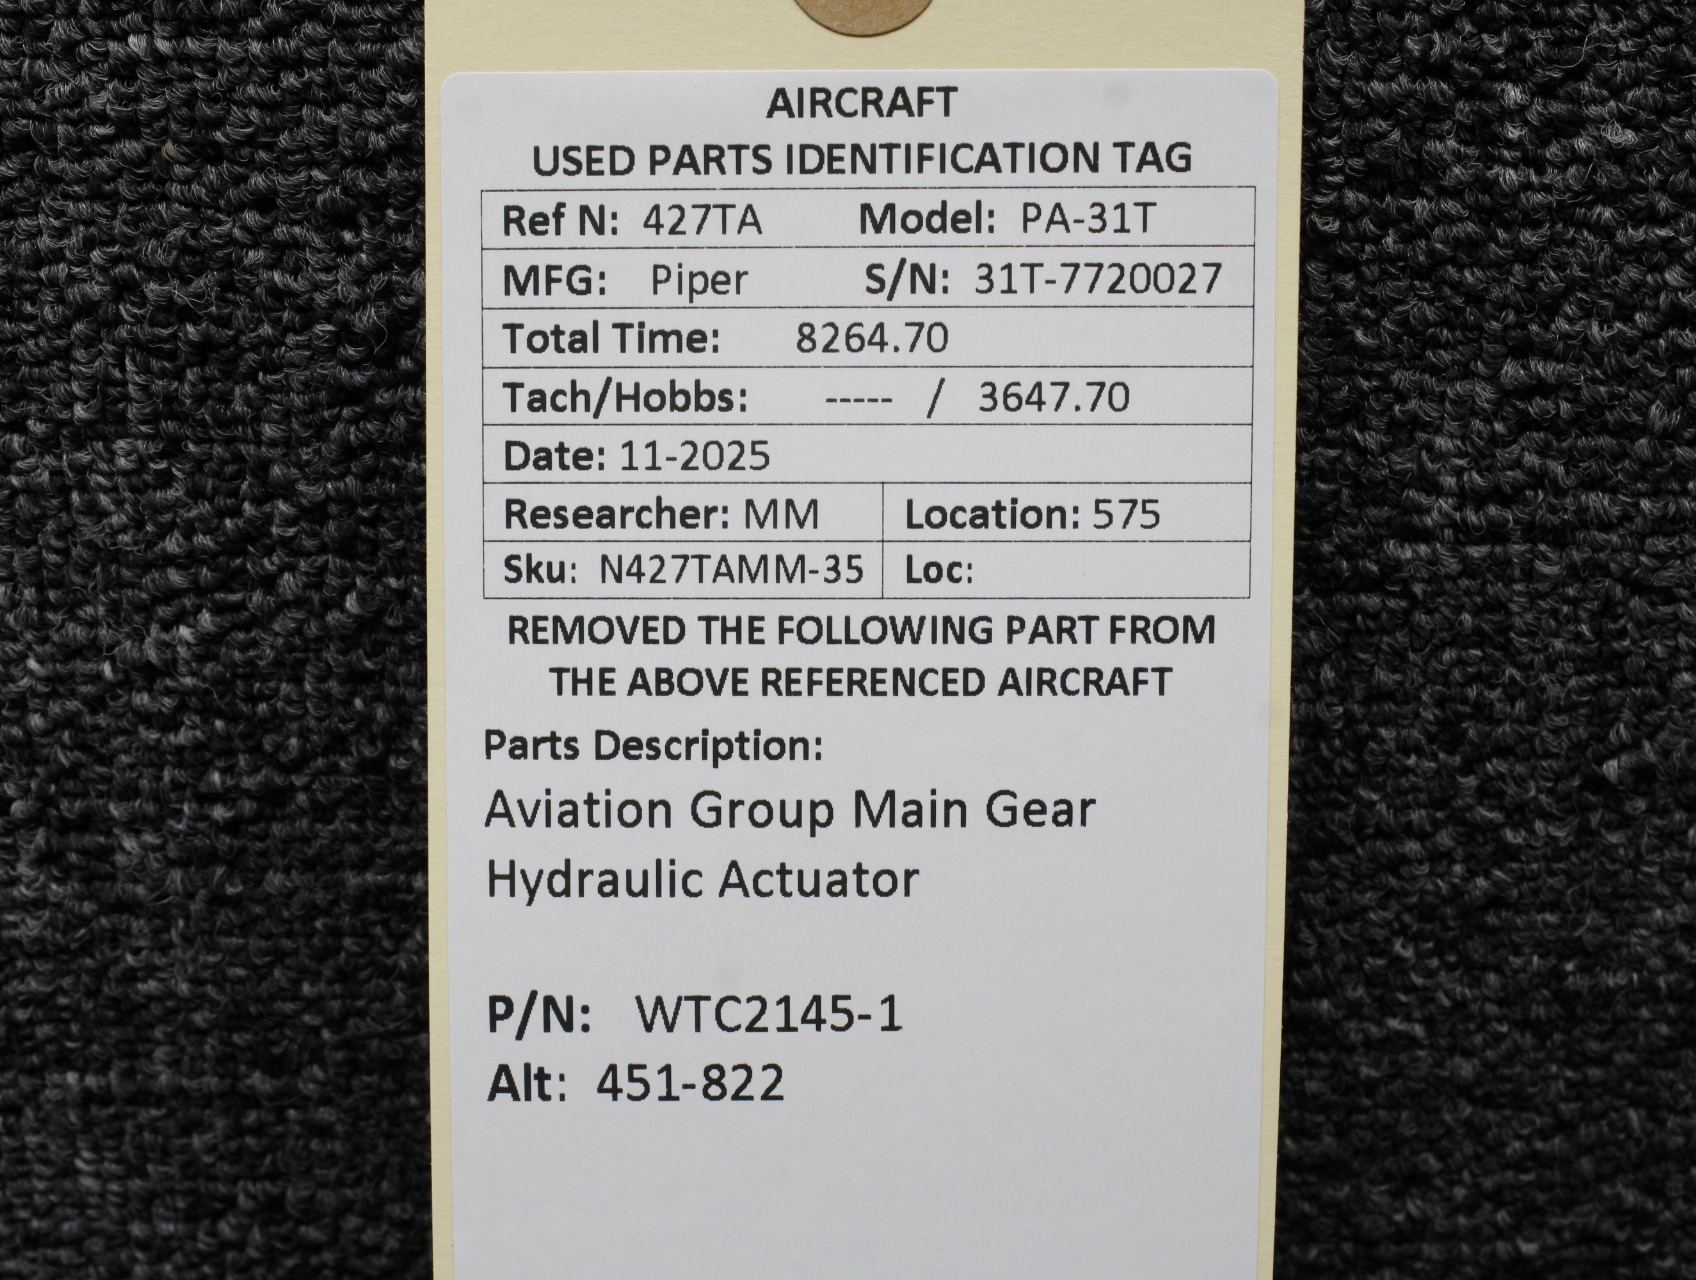 AIRCRAFT
USED PARTS IDENTIFICATION TAG
Ref N: 427TA Model: PA-31T
MFG: Piper S/N: 31T-7720027
Total Time: 8264.70
Tach/Hobbs: ----- / 3647.70
Date: 11-2025
Researcher: MM Location: 575
Sku: N427TAMM-35 Loc:
REMOVED THE FOLLOWING PART FROM
THE ABOVE REFERENCED AIRCRAFT
Parts Description:
Aviation Group Main Gear
Hydraulic Actuator
P/N: WTC2145-1
Alt: 451-822